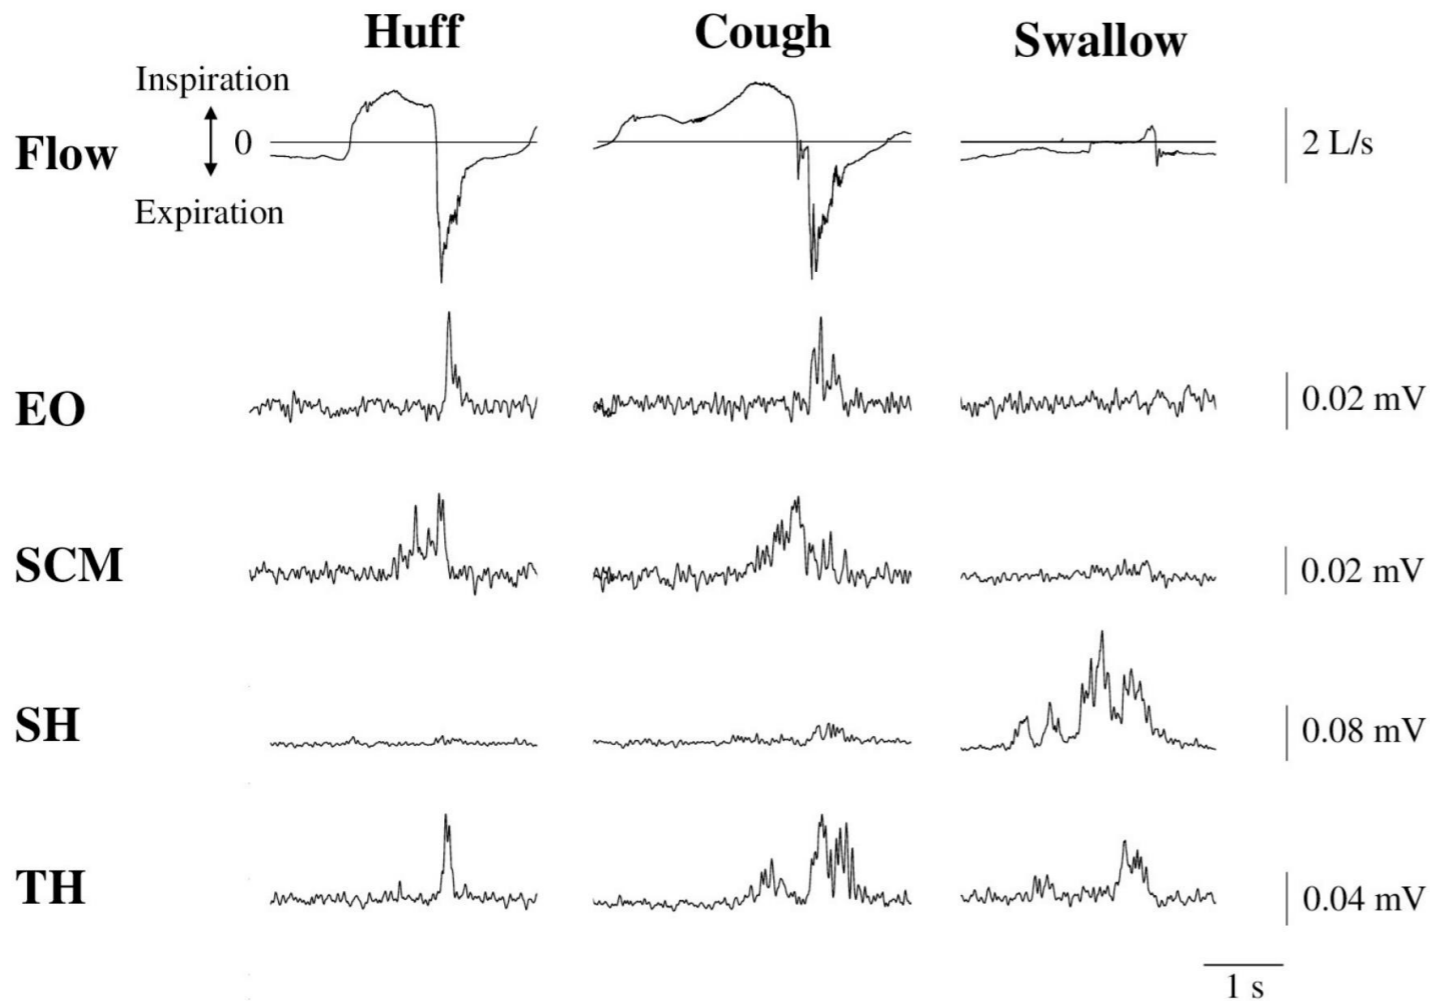 Huff Cough Swallow
Inspiration
Flow 0 2 L/s
Expiration
EO 0.02 mV
SCM 0.02 mV
SH 0.08 mV
TH 0.04 mV
1 s